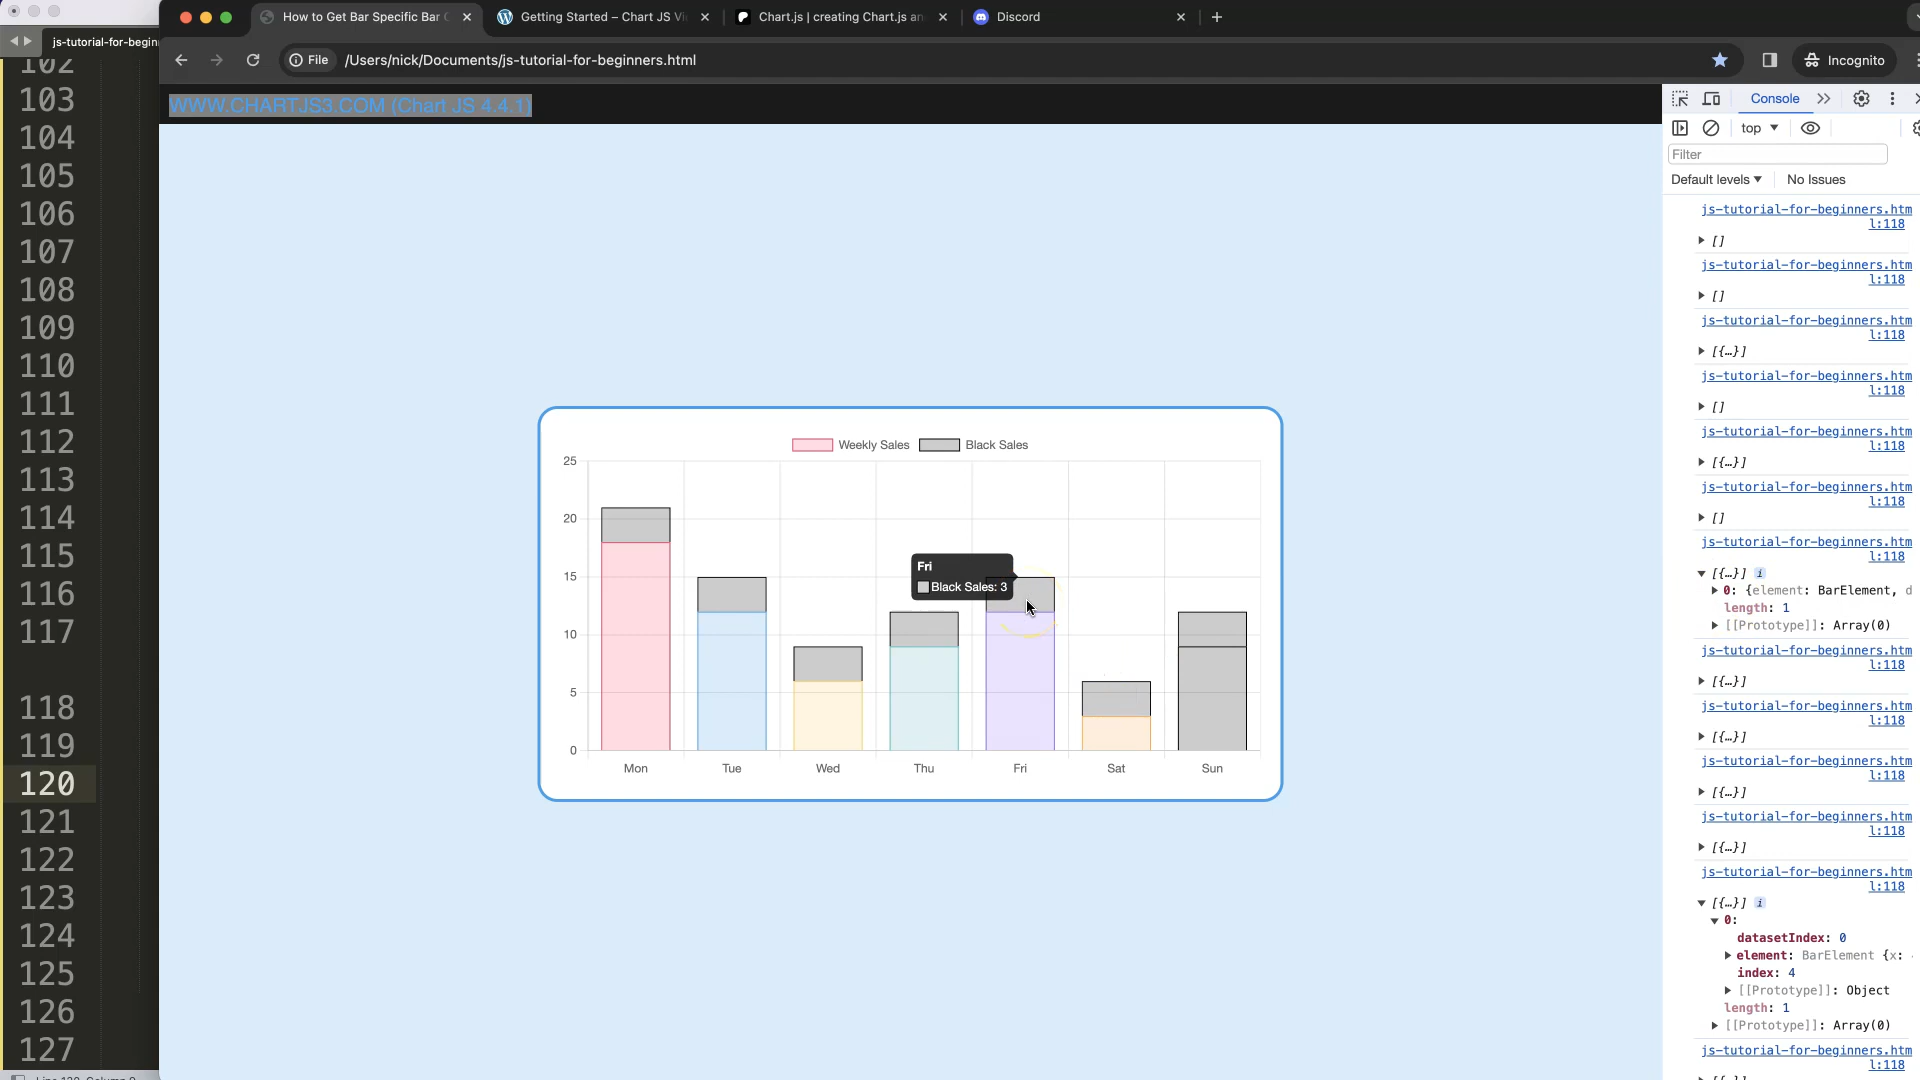 js-tutorial-for-beginn
102
103
104
105
106
107
108
109
110
111
112
113
114
115
116
117
118
119
120
121
122
123
124
125
126
127
How to Get Bar Specific Bar
Getting Started – Chart JS Vi
Chart.js | creating Chart.js an
Discord
File
/Users/nick/Documents/js-tutorial-for-beginners.html
Incognito
WWW.CHARTJS3.COM (Chart JS 4.4.1)
Weekly Sales
Black Sales
25
20
15
10
5
0
Fri
Black Sales: 3
Mon
Tue
Wed
Thu
Fri
Sat
Sun
Console
top
Filter
Default levels
No Issues
js-tutorial-for-beginners.htm
l:118
[]
js-tutorial-for-beginners.htm
l:118
[]
js-tutorial-for-beginners.htm
l:118
[{…}]
js-tutorial-for-beginners.htm
l:118
[]
js-tutorial-for-beginners.htm
l:118
[{…}]
js-tutorial-for-beginners.htm
l:118
[]
js-tutorial-for-beginners.htm
l:118
[{…}] i
0: {element: BarElement, d
length: 1
[[Prototype]]: Array(0)
js-tutorial-for-beginners.htm
l:118
[{…}]
js-tutorial-for-beginners.htm
l:118
[{…}]
js-tutorial-for-beginners.htm
l:118
[{…}]
js-tutorial-for-beginners.htm
l:118
[{…}]
js-tutorial-for-beginners.htm
l:118
[{…}] i
0:
datasetIndex: 0
element: BarElement {x:
index: 4
[[Prototype]]: Object
length: 1
[[Prototype]]: Array(0)
js-tutorial-for-beginners.htm
l:118